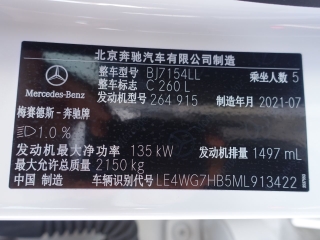 北京奔驰汽车有限公司制造
整车型号 BJ7154LL 乘坐人数 5
整车标志 C 260 L
Mercedes-Benz 发动机型号 264 915 制造年月 2021-07
梅赛德斯-奔驰牌
1.0 %
发动机最大净功率 135 kW 发动机排量 1497 mL
最大允许总质量 2150 kg
中国 制造 车辆识别代号 LE4WG7HB5ML913422